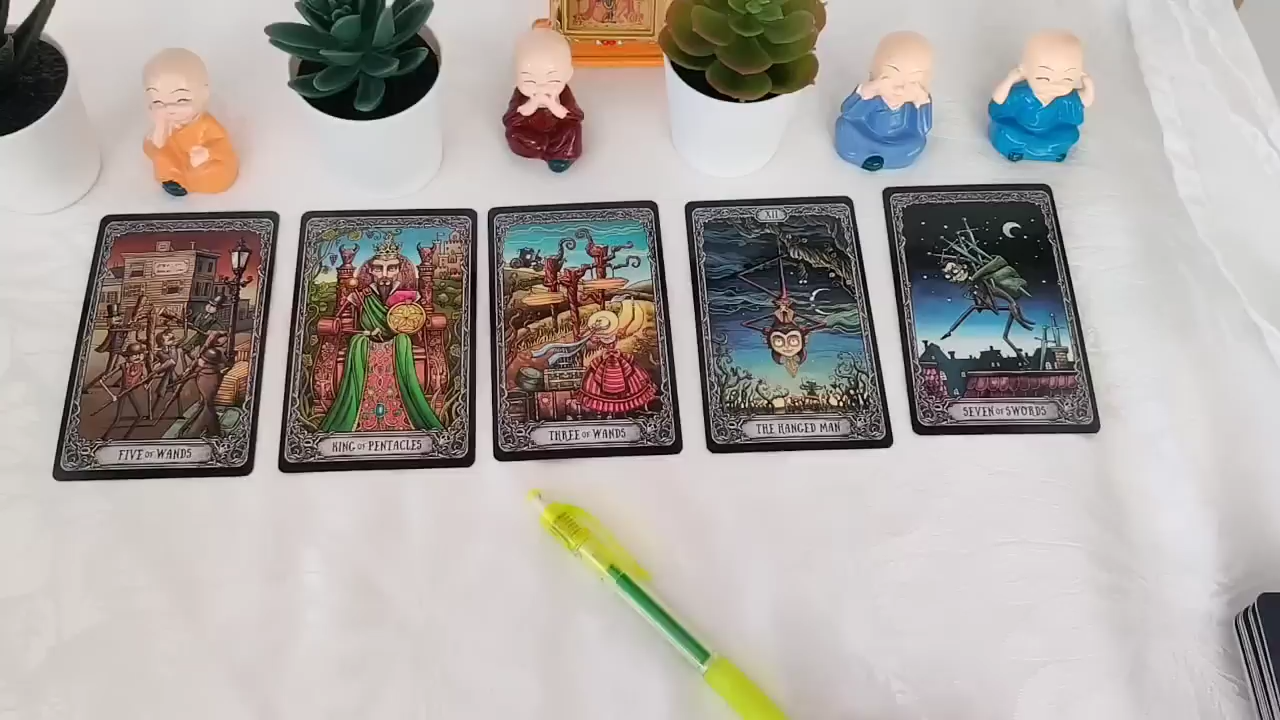 FIVE OF WANDS
KING OF PENTACLES
THREE OF WANDS
XII
THE HANGED MAN
SEVEN OF SWORDS